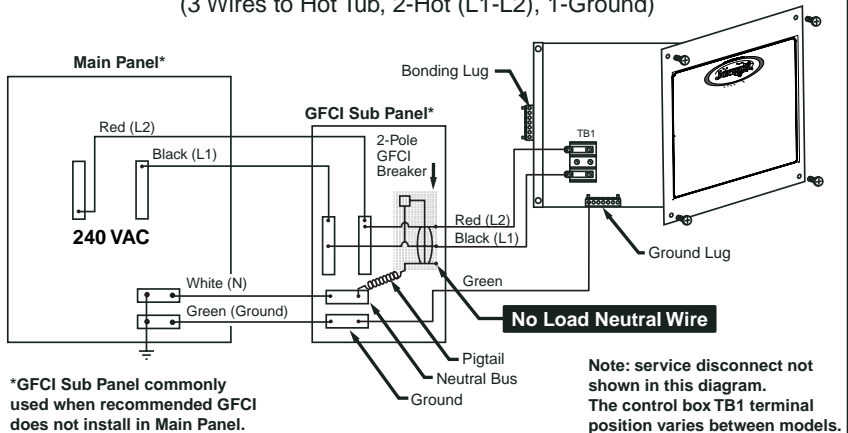 (3 Wires to Hot Tub, 2-Hot (L1-L2), 1-Ground)
Main Panel*
Bonding Lug
GFCI Sub Panel*
TB1
Red (L2)
2-Pole
GFCI
Breaker
Black (L1)
Red (L2)
Black (L1)
240 VAC
Ground Lug
White (N)
Green
Green (Ground)
No Load Neutral Wire
Pigtail
Neutral Bus
Ground
*GFCI Sub Panel commonly
used when recommended GFCI
does not install in Main Panel.
Note: service disconnect not
shown in this diagram.
The control box TB1 terminal
position varies between models.